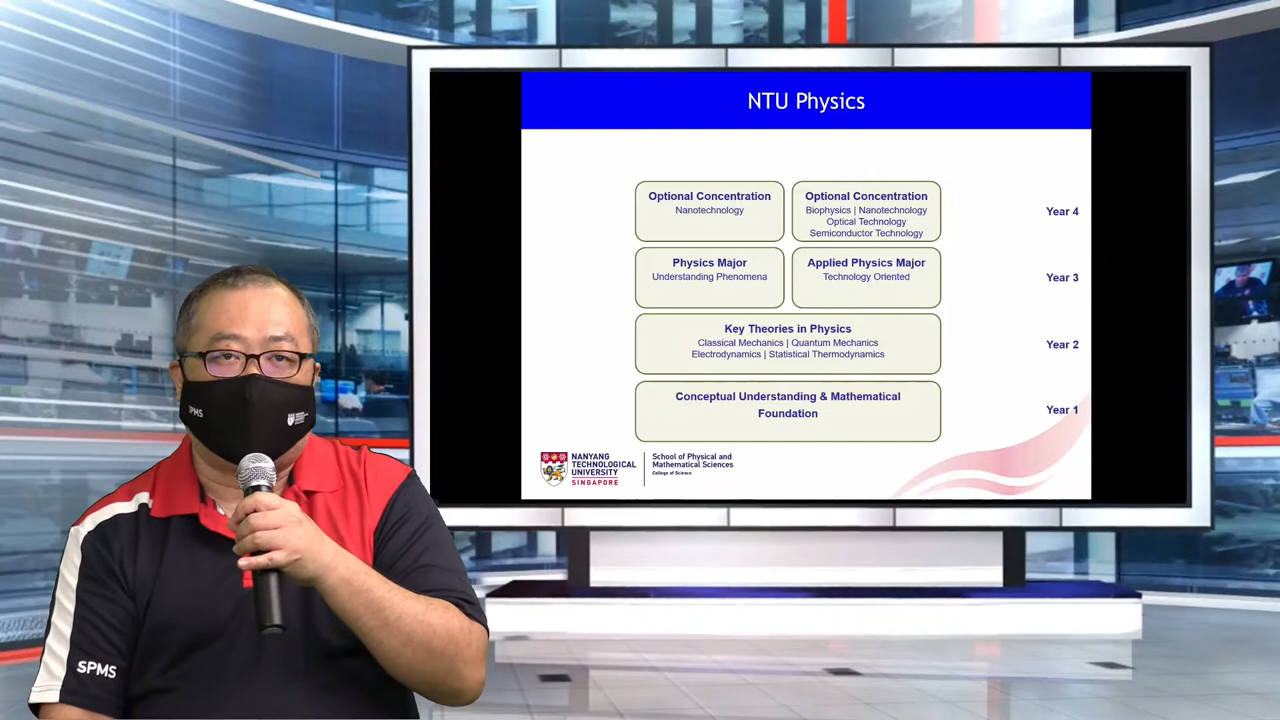 NTU Physics
Optional Concentration
Nanotechnology
Optional Concentration
Biophysics | Nanotechnology
Optical Technology
Semiconductor Technology
Year 4
Physics Major
Understanding Phenomena
Applied Physics Major
Technology Oriented
Year 3
Key Theories in Physics
Classical Mechanics | Quantum Mechanics
Electrodynamics | Statistical Thermodynamics
Year 2
Conceptual Understanding & Mathematical
Foundation
Year 1
NANYANG
TECHNOLOGICAL
UNIVERSITY
SINGAPORE
School of Physical and
Mathematical Sciences
College of Science
SPMS
SPMS